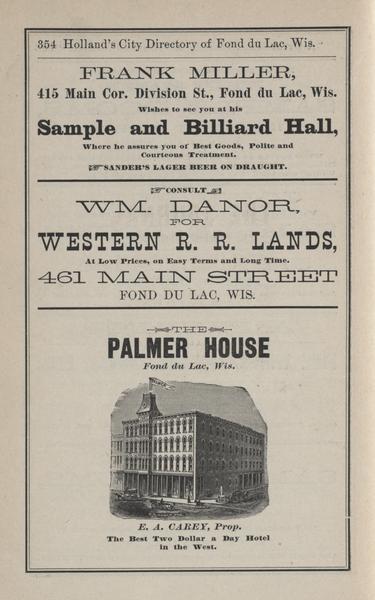 354 Holland's City Directory of Fond du Lac, Wis.
FRANK MILLER,
415 Main Cor. Division St., Fond du Lac, Wis.
Wishes to see you at his
Sample and Billiard Hall,
Where he assures you of Best Goods, Polite and
Courteous Treatment.
☞SANDER'S LAGER BEER ON DRAUGHT.
☞CONSULT☜
WM. DANOR,
FOR
WESTERN R. R. LANDS,
At Low Prices, on Easy Terms and Long Time.
461 MAIN STREET
FOND DU LAC, WIS.
THE
PALMER HOUSE
Fond du Lac, Wis.
E. A. CAREY, Prop.
The Best Two Dollar a Day Hotel
in the West.